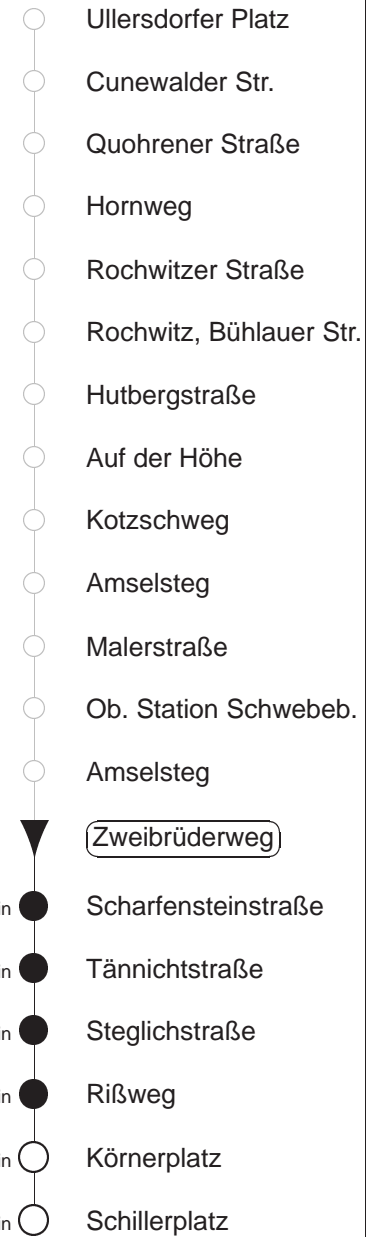 Ullersdorfer Platz
Cunewalder Str.
Quohrener Straße
Hornweg
Rochwitzer Straße
Rochwitz, Bühlauer Str.
Hutbergstraße
Auf der Höhe
Kotzschweg
Amselsteg
Malerstraße
Ob. Station Schwebeb.
Amselsteg
Zweibrüderweg
Scharfensteinstraße
Tännichtstraße
Steglichstraße
Rißweg
Körnerplatz
Schillerplatz